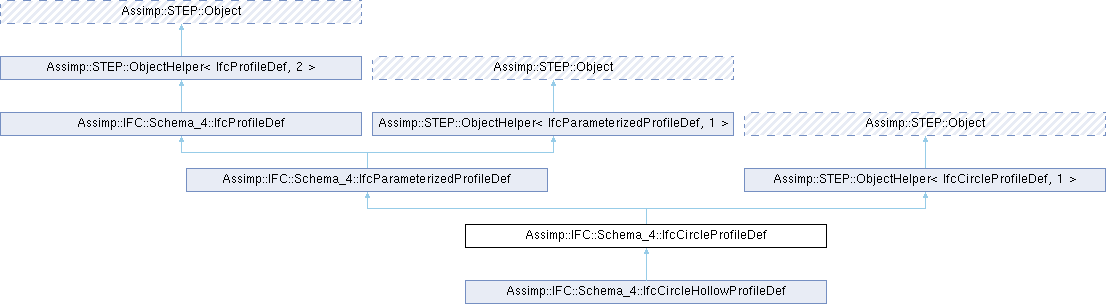 Assimp::STEP::Object
Assimp::STEP::ObjectHelper< IfcProfileDef, 2 >
Assimp::STEP::Object
Assimp::IFC::Schema_4::IfcProfileDef
Assimp::STEP::ObjectHelper< IfcParameterizedProfileDef, 1 >
Assimp::STEP::Object
Assimp::IFC::Schema_4::IfcParameterizedProfileDef
Assimp::STEP::ObjectHelper< IfcCircleProfileDef, 1 >
Assimp::IFC::Schema_4::IfcCircleProfileDef
Assimp::IFC::Schema_4::IfcCircleHollowProfileDef